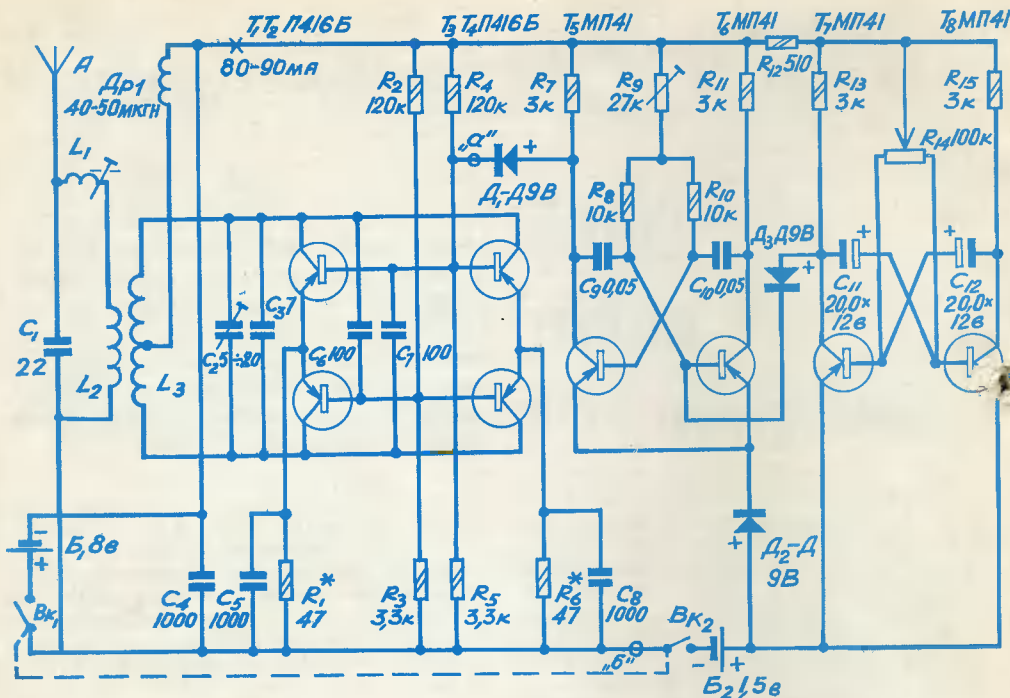 Т₁Т₂ П416Б
Т₃ Т₄ П416Б
Т₅ МП41
Т₆ МП41
Т₇ МП41
Т₈ МП41
А
Др1
40-50мкгн
80-90мА
R₂
120к
R₄
120к
R₇
3к
R₉
27к
R₁₁
3к
R₁₂ 510
R₁₃
3к
R₁₅
3к
L₁
„а"
+
Д₁-Д9В
R₈
10к
R₁₀
10к
R₁₄ 100к
Д₃ Д9В
+
+
+
C₉ 0,05
C₁₀ 0,05
C₁₁
20,0×
12в
C₁₂
20,0×
12в
C₁
22
L₂
L₃
C₂ 5÷20
C₃ 7
C₆ 100
C₇ 100
-
Б₁ 8в
+
Вк₁
C₄
1000
C₅
1000
R₁*
47
R₃
3,3к
R₅
3,3к
R₆*
47
C₈
1000
+
Д₂-Д
9В
„б"
Вк₂
- +
Б₂ 1,5в